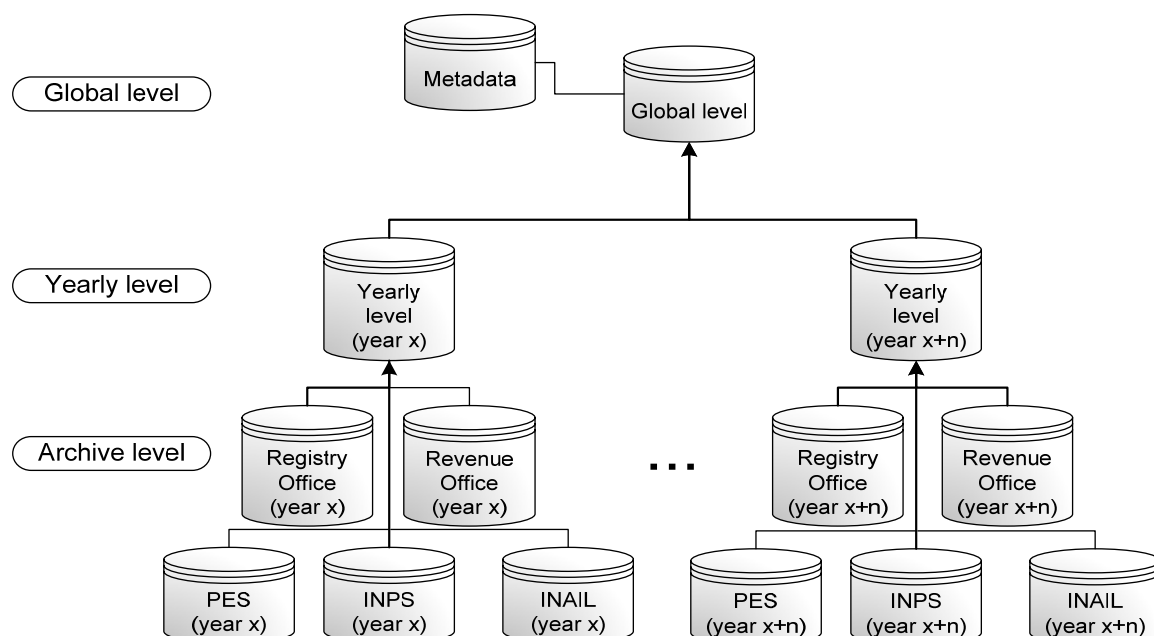 Metadata
Global level
Global level
Yearly level
Yearly
level
(year x)
Yearly
level
(year x+n)
Archive level
Registry
Office
(year x)
Revenue
Office
(year x)
...
Registry
Office
(year x+n)
Revenue
Office
(year x+n)
PES
(year x)
INPS
(year x)
INAIL
(year x)
PES
(year x+n)
INPS
(year x+n)
INAIL
(year x+n)